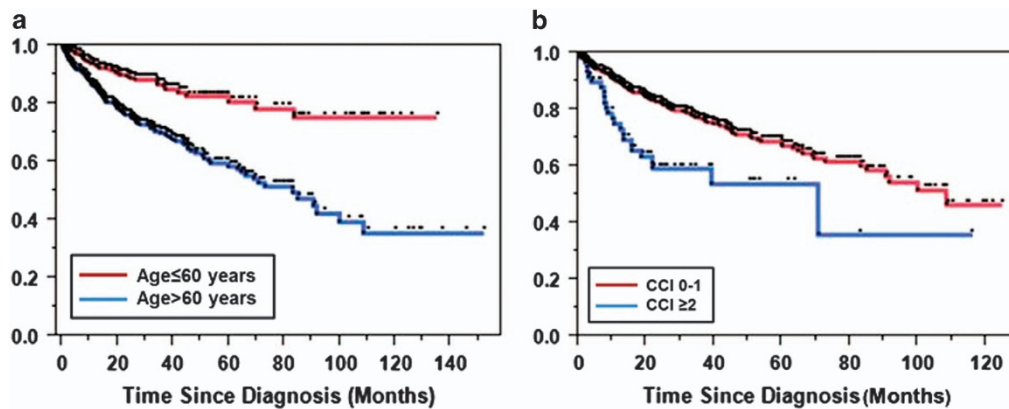 a
1.0
0.8
0.6
0.4
0.2
0.0
Age≤60 years
Age>60 years
0 20 40 60 80 100 120 140
Time Since Diagnosis (Months)
b
1.0
0.8
0.6
0.4
0.2
0.0
CCI 0-1
CCI ≥2
0 20 40 60 80 100 120
Time Since Diagnosis (Months)